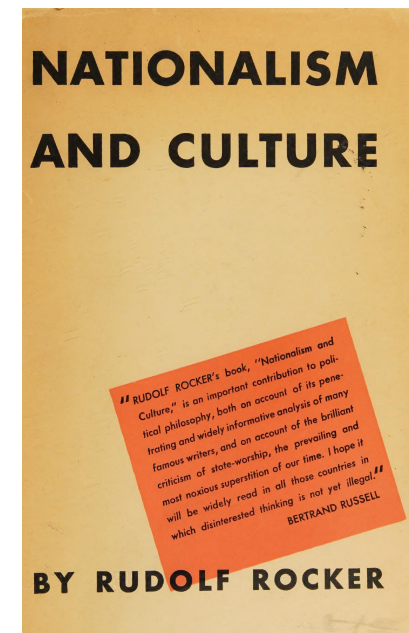 NATIONALISM
AND CULTURE
“RUDOLF ROCKER's book, “Nationalism and
Culture,” is an important contribution to poli-
tical philosophy, both on account of its pene-
trating and widely informative analysis of many
famous writers, and on account of the brilliant
criticism of state-worship, the prevailing and
most noxious superstition of our time. I hope it
will be widely read in all those countries in
which disinterested thinking is not yet illegal.”
BERTRAND RUSSELL
BY RUDOLF ROCKER